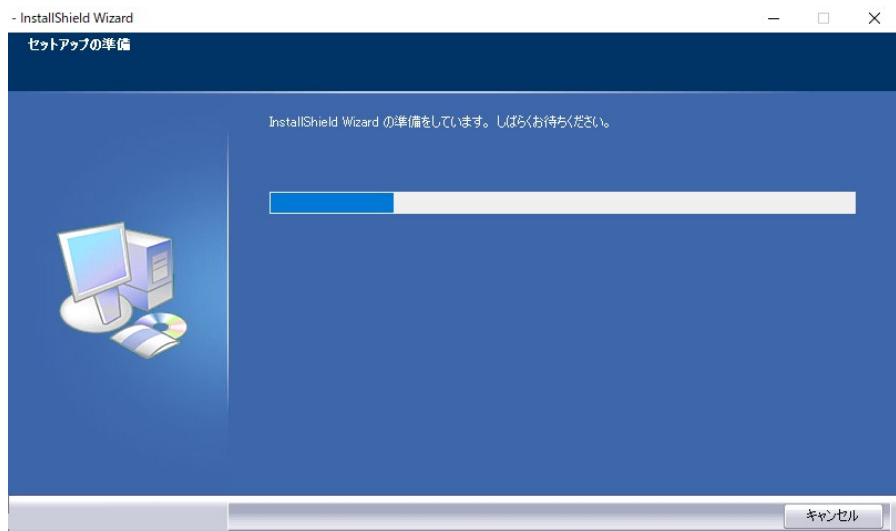 - InstallShield Wizard
セットアップの準備
InstallShield Wizard の準備をしています。しばらくお待ちください。
キャンセル